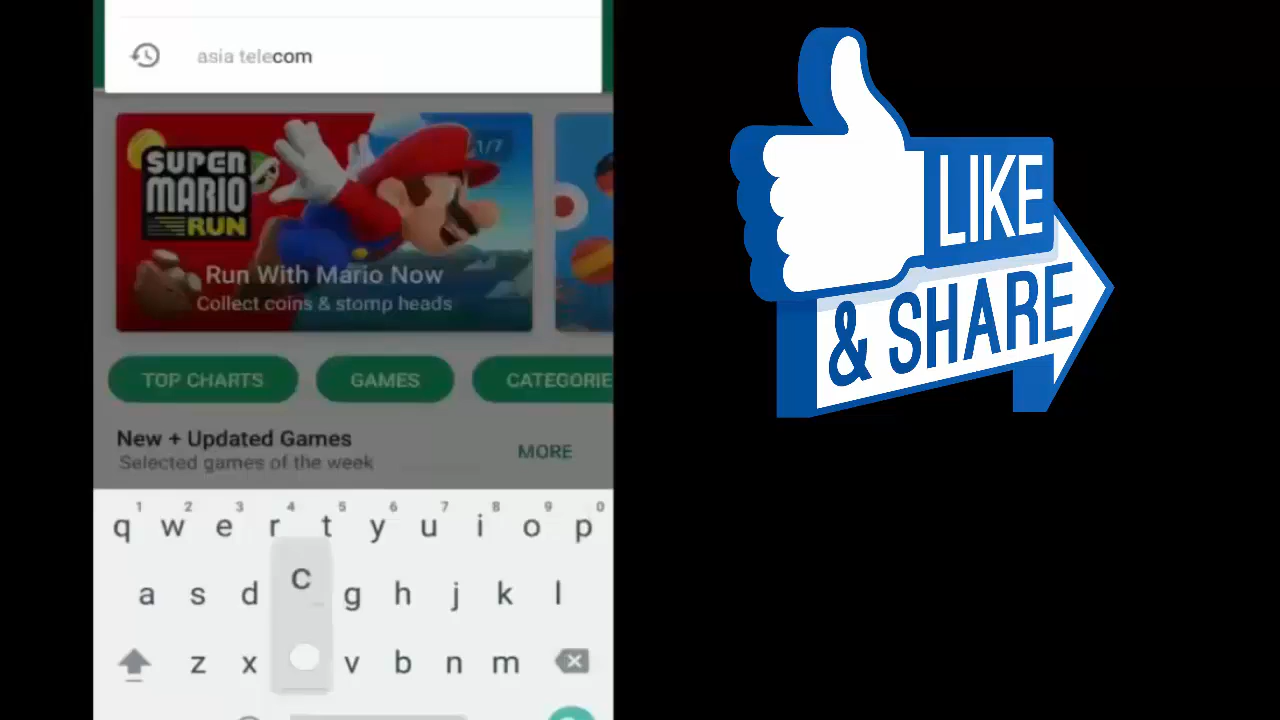 asia telecom
1/7
SUPER
MARIO
RUN
Run With Mario Now
Collect coins & stomp heads
TOP CHARTS
GAMES
CATEGORIE
New + Updated Games
Selected games of the week
MORE
1 2 3 4 5 6 7 8 9 0
q w e r t y u i o p
a s d c g h j k l
z x v b n m
LIKE
& SHARE